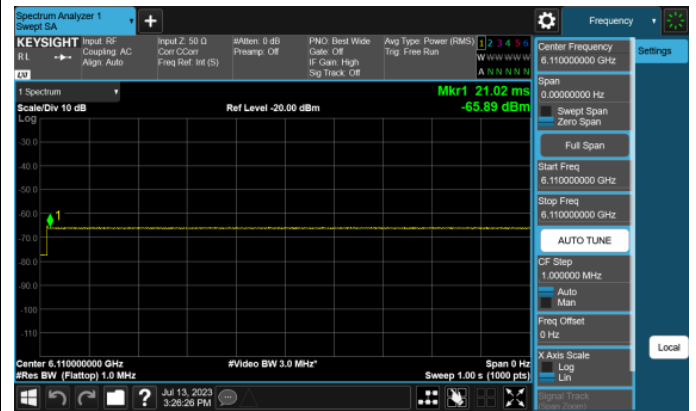 Spectrum Analyzer 1
Swept SA
Frequency
KEYSIGHT
RL
LXI
Input: RF
Coupling: AC
Align: Auto
Input Z: 50 Ω
Corr CCorr
Freq Ref: Int (S)
#Atten: 0 dB
Preamp: Off
PNO: Best Wide
Gate: Off
IF Gain: High
Sig Track: Off
Avg Type: Power (RMS)
Trig: Free Run
1 2 3 4 5 6
W W W W W W
A N N N N N
1 Spectrum
Scale/Div 10 dB
Log
Ref Level -20.00 dBm
Mkr1 21.02 ms
-65.89 dBm
-30.0
-40.0
-50.0
-60.0
-70.0
-80.0
-90.0
-100
-110
1
Center 6.110000000 GHz
#Res BW (Flattop) 1.0 MHz
#Video BW 3.0 MHz*
Span 0 Hz
Sweep 1.00 s (1000 pts)
Jul 13, 2023
3:26:26 PM
Center Frequency
6.110000000 GHz
Span
0.00000000 Hz
Swept Span
Zero Span
Full Span
Start Freq
6.110000000 GHz
Stop Freq
6.110000000 GHz
AUTO TUNE
CF Step
1.000000 MHz
Auto
Man
Freq Offset
0 Hz
X Axis Scale
Log
Lin
Signal Track
(Span Zoom)
Settings
Local